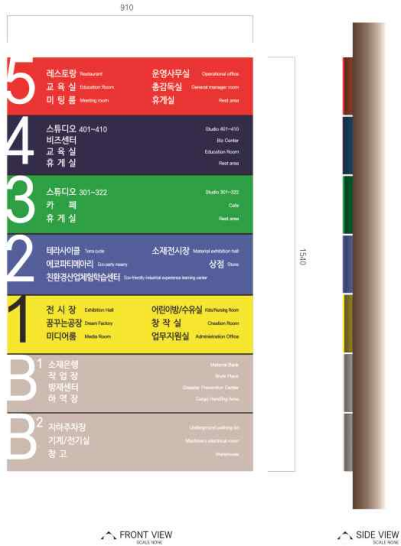 910
5
레스토랑 Restaurant 운영사무실 Operational office
교 육 실 Education Room 총감독실 General manager room
미 팅 룸 Meeting room 휴게실 Rest area
4
스튜디오 401~410 Studio 401~410
비즈센터 Biz Center
교 육 실 Education Room
휴 게 실 Rest area
3
스튜디오 301~322 Studio 301~322
카 페 Cafe
휴 게 실 Rest area
2
테라사이클 소재전시장 Material exhibition hall
에코파티메아리 상점 Store
친환경산업체험학습센터 Eco-friendly industrial experience learning center
1
전 시 장 Exhibition Hall 어린이방/수유실 Kids/Nursing Room
꿈꾸는공장 Dream Factory 창 작 실 Creation Room
미디어룸 Media Room 업무지원실 Administration Office
B1
소재은행 Material Bank
작 업 장 Work Place
방재센터 Disaster Prevention Center
하 역 장 Cargo Handling Area
B2
지하주차장 Underground parking lot
기계/전기실 Machinery electrical room
창 고 Warehouse
1540
FRONT VIEW
SCALE NONE
SIDE VIEW
SCALE NONE